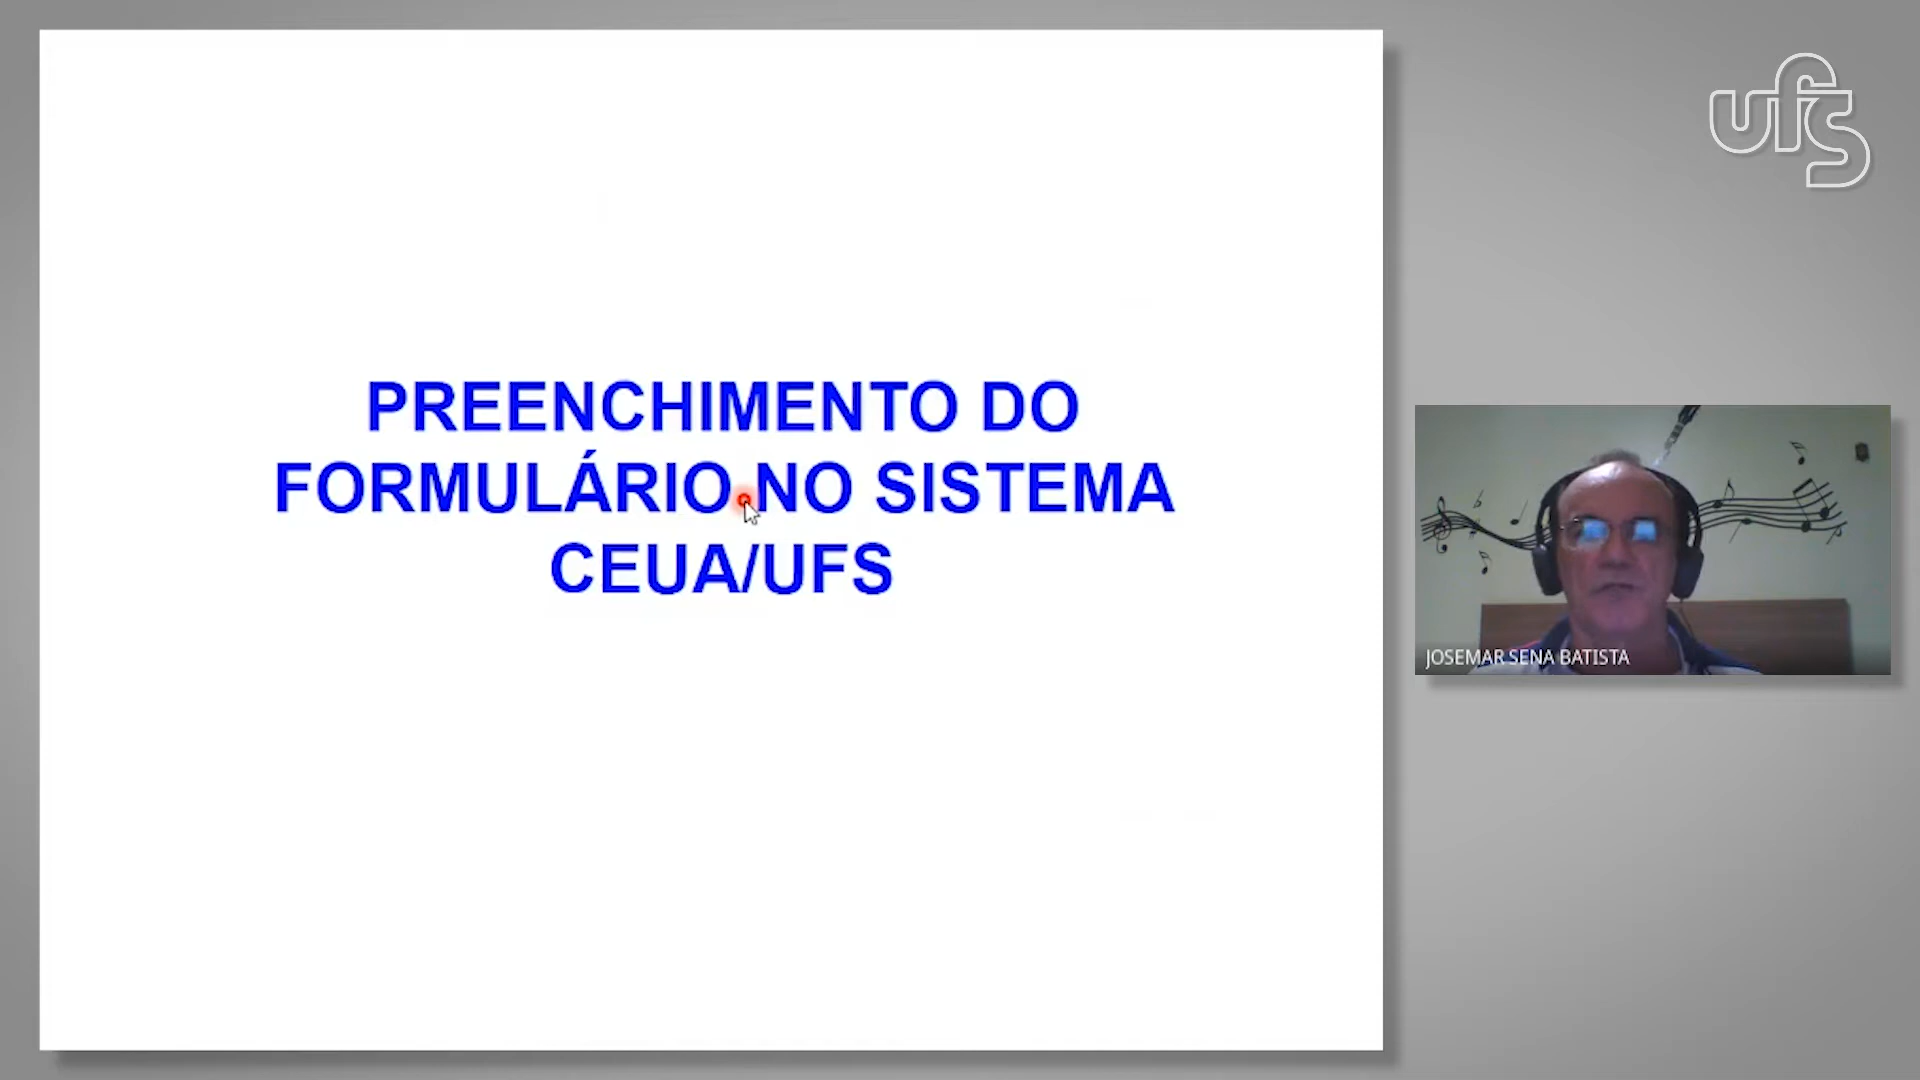 ufs
PREENCHIMENTO DO
FORMULÁRIO NO SISTEMA
CEUA/UFS
JOSEMAR SENA BATISTA